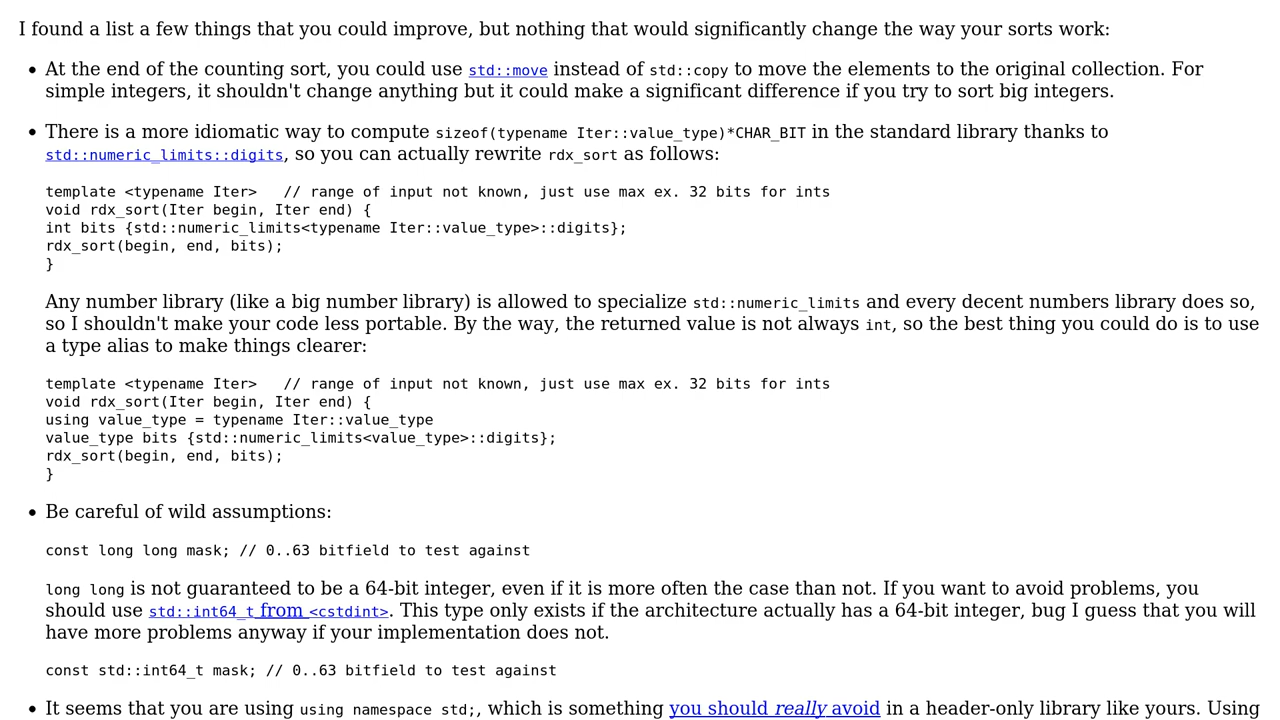 I found a list a few things that you could improve, but nothing that would significantly change the way your sorts work:
• At the end of the counting sort, you could use std::move instead of std::copy to move the elements to the original collection. For
simple integers, it shouldn't change anything but it could make a significant difference if you try to sort big integers.
• There is a more idiomatic way to compute sizeof(typename Iter::value_type)*CHAR_BIT in the standard library thanks to
std::numeric_limits::digits, so you can actually rewrite rdx_sort as follows:
template <typename Iter>   // range of input not known, just use max ex. 32 bits for ints
void rdx_sort(Iter begin, Iter end) {
int bits {std::numeric_limits<typename Iter::value_type>::digits};
rdx_sort(begin, end, bits);
}
Any number library (like a big number library) is allowed to specialize std::numeric_limits and every decent numbers library does so,
so I shouldn't make your code less portable. By the way, the returned value is not always int, so the best thing you could do is to use
a type alias to make things clearer:
template <typename Iter>   // range of input not known, just use max ex. 32 bits for ints
void rdx_sort(Iter begin, Iter end) {
using value_type = typename Iter::value_type
value_type bits {std::numeric_limits<value_type>::digits};
rdx_sort(begin, end, bits);
}
• Be careful of wild assumptions:
const long long mask; // 0..63 bitfield to test against
long long is not guaranteed to be a 64-bit integer, even if it is more often the case than not. If you want to avoid problems, you
should use std::int64_t from <cstdint>. This type only exists if the architecture actually has a 64-bit integer, bug I guess that you will
have more problems anyway if your implementation does not.
const std::int64_t mask; // 0..63 bitfield to test against
• It seems that you are using using namespace std;, which is something you should really avoid in a header-only library like yours. Using